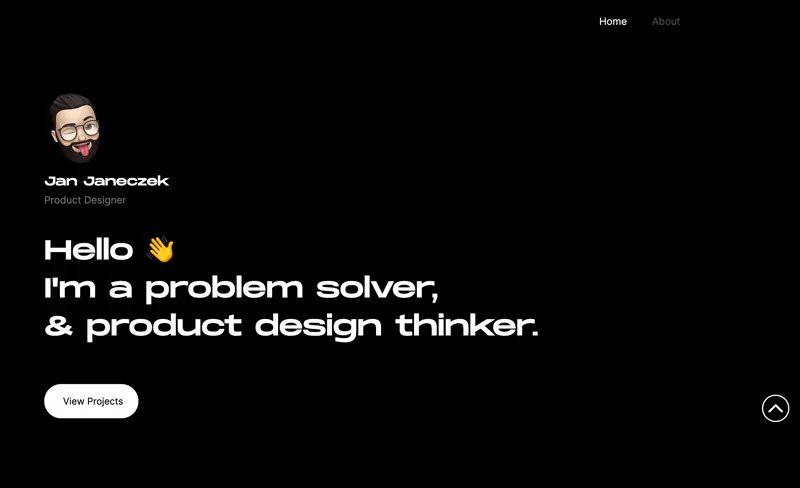 Home About
Jan Janeczek
Product Designer
Hello 👋
I'm a problem solver,
& product design thinker.
View Projects